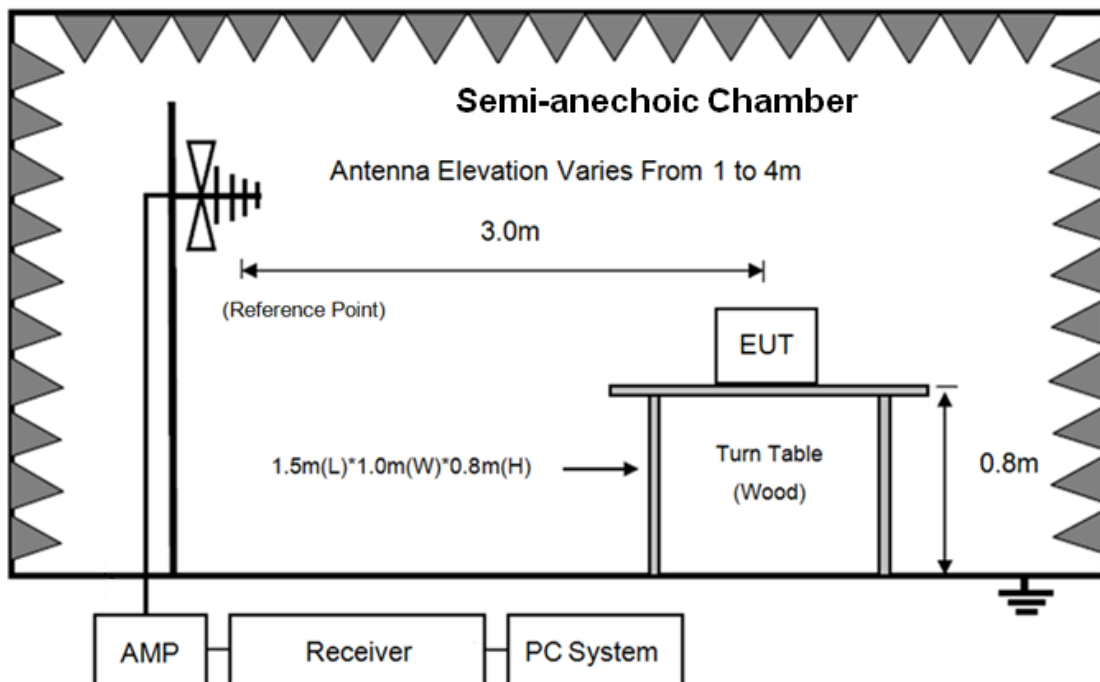 Semi-anechoic Chamber
Antenna Elevation Varies From 1 to 4m
3.0m
(Reference Point)
EUT
1.5m(L)*1.0m(W)*0.8m(H)
Turn Table
(Wood)
0.8m
AMP
Receiver
PC System